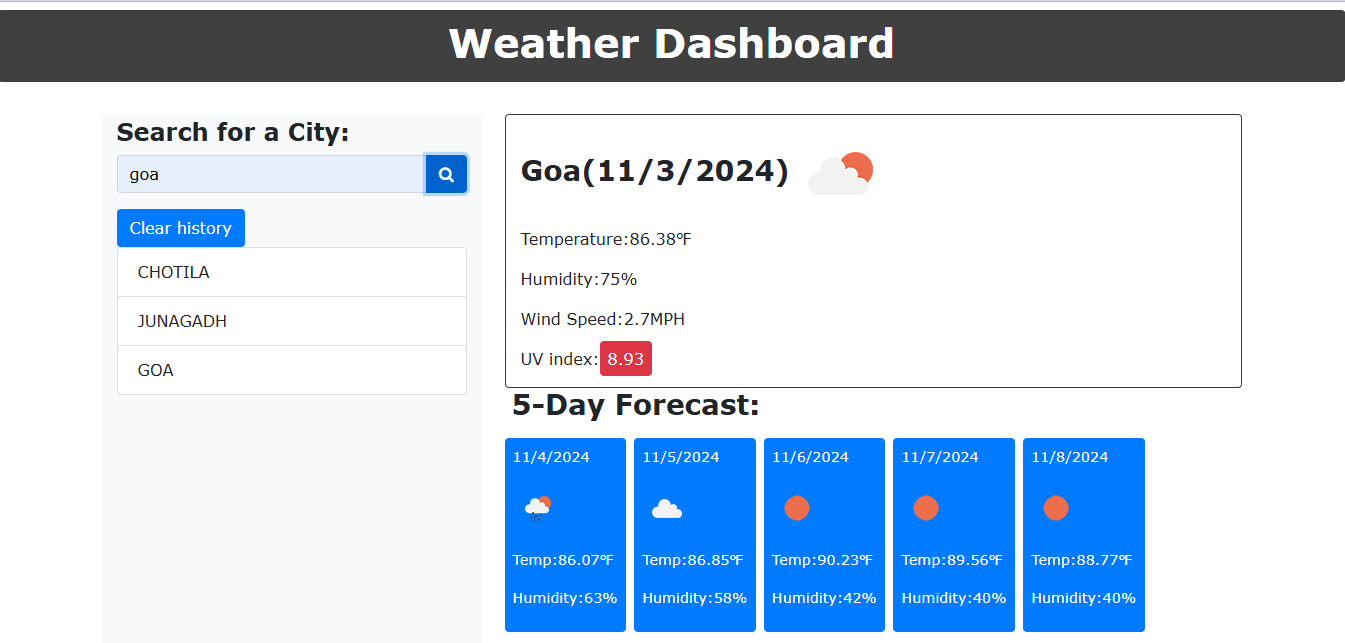 Weather Dashboard
Search for a City:
goa
Clear history
CHOTILA
JUNAGADH
GOA
Goa(11/3/2024)
Temperature:86.38℉
Humidity:75%
Wind Speed:2.7MPH
UV index: 8.93
5-Day Forecast:
11/4/2024
Temp:86.07℉
Humidity:63%
11/5/2024
Temp:86.85℉
Humidity:58%
11/6/2024
Temp:90.23℉
Humidity:42%
11/7/2024
Temp:89.56℉
Humidity:40%
11/8/2024
Temp:88.77℉
Humidity:40%